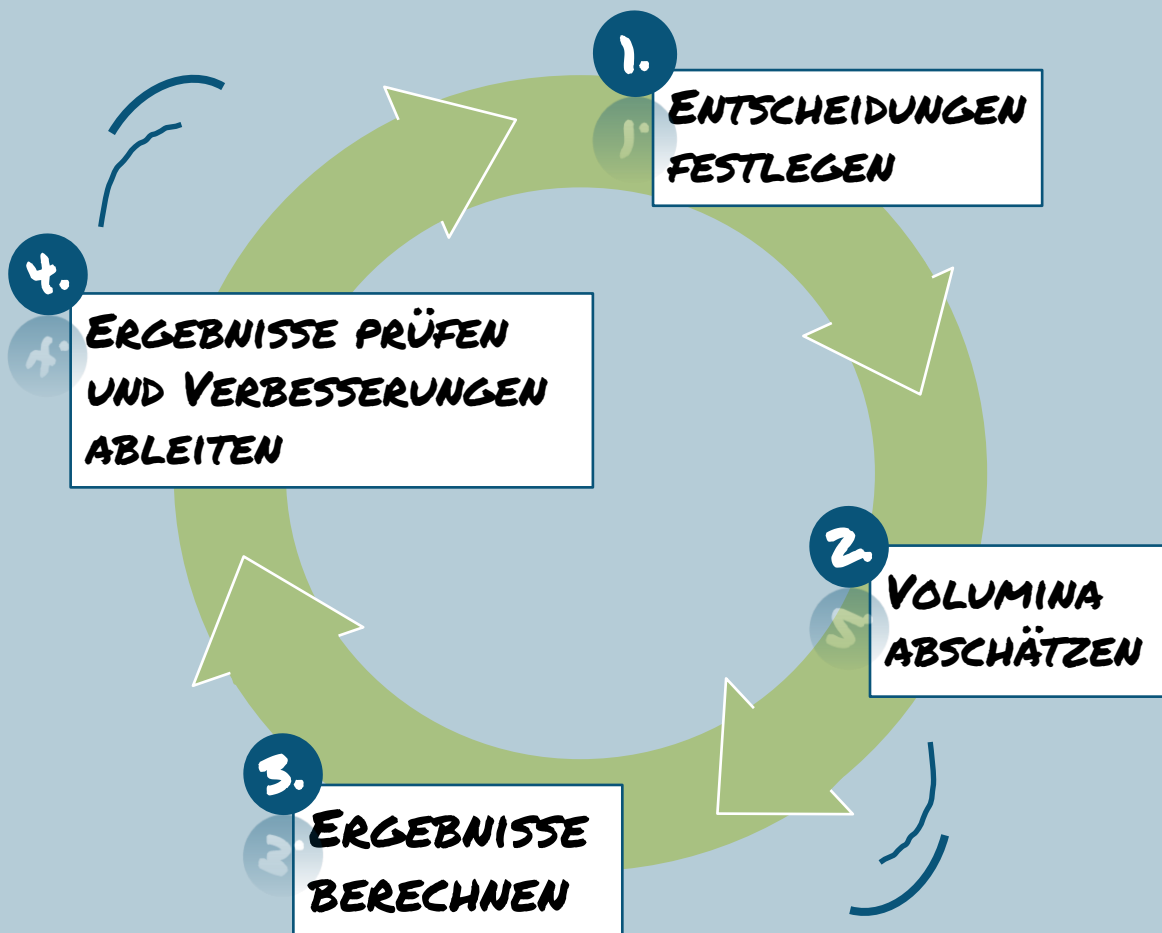 1.
ENTSCHEIDUNGEN
FESTLEGEN
2.
VOLUMINA
ABSCHÄTZEN
3.
ERGEBNISSE
BERECHNEN
4.
ERGEBNISSE PRÜFEN
UND VERBESSERUNGEN
ABLEITEN